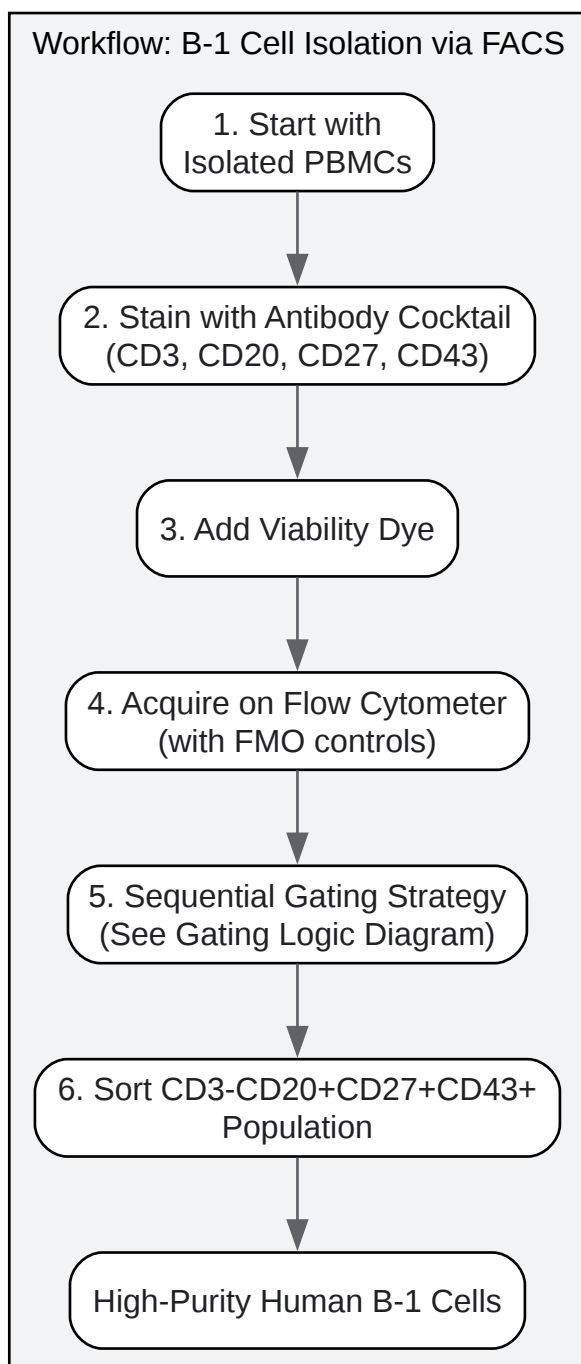 Workflow: B-1 Cell Isolation via FACS
1. Start with
Isolated PBMCs
2. Stain with Antibody Cocktail
(CD3, CD20, CD27, CD43)
3. Add Viability Dye
4. Acquire on Flow Cytometer
(with FMO controls)
5. Sequential Gating Strategy
(See Gating Logic Diagram)
6. Sort CD3-CD20+CD27+CD43+
Population
High-Purity Human B-1 Cells